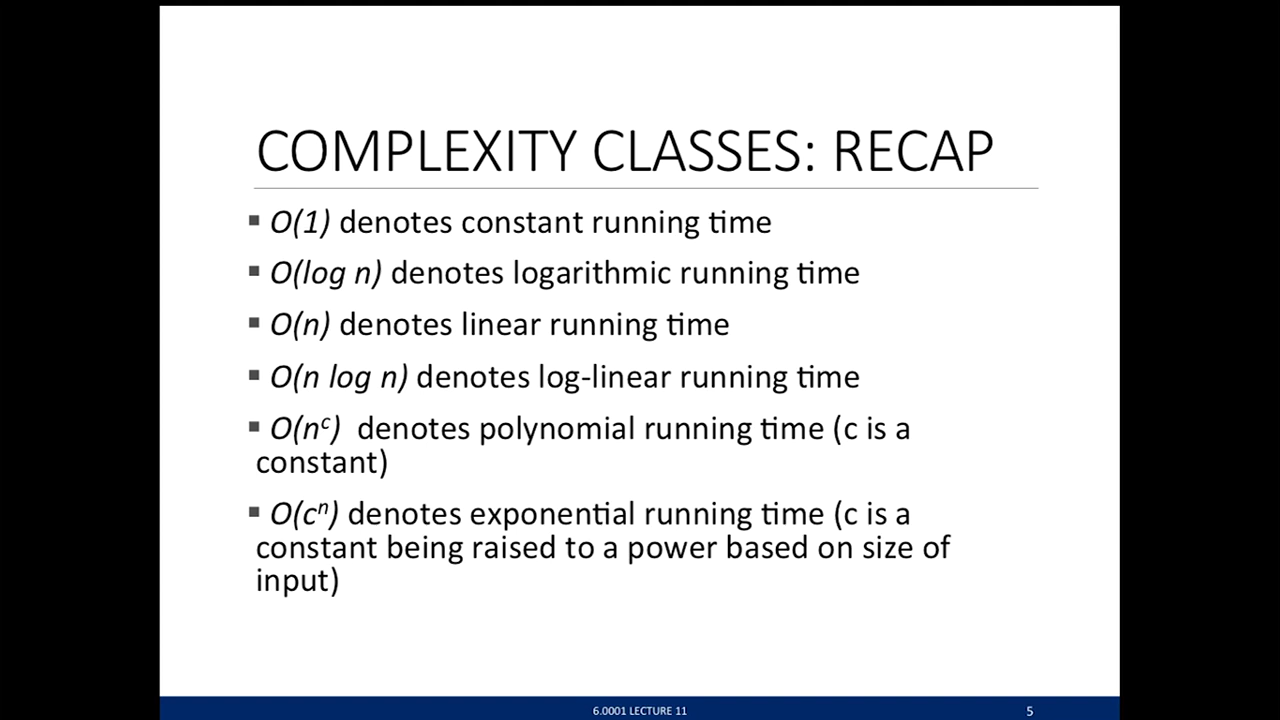 COMPLEXITY CLASSES: RECAP
▪ O(1) denotes constant running time
▪ O(log n) denotes logarithmic running time
▪ O(n) denotes linear running time
▪ O(n log n) denotes log-linear running time
▪ O(nᶜ) denotes polynomial running time (c is a
constant)
▪ O(cⁿ) denotes exponential running time (c is a
constant being raised to a power based on size of
input)
6.0001 LECTURE 11
5